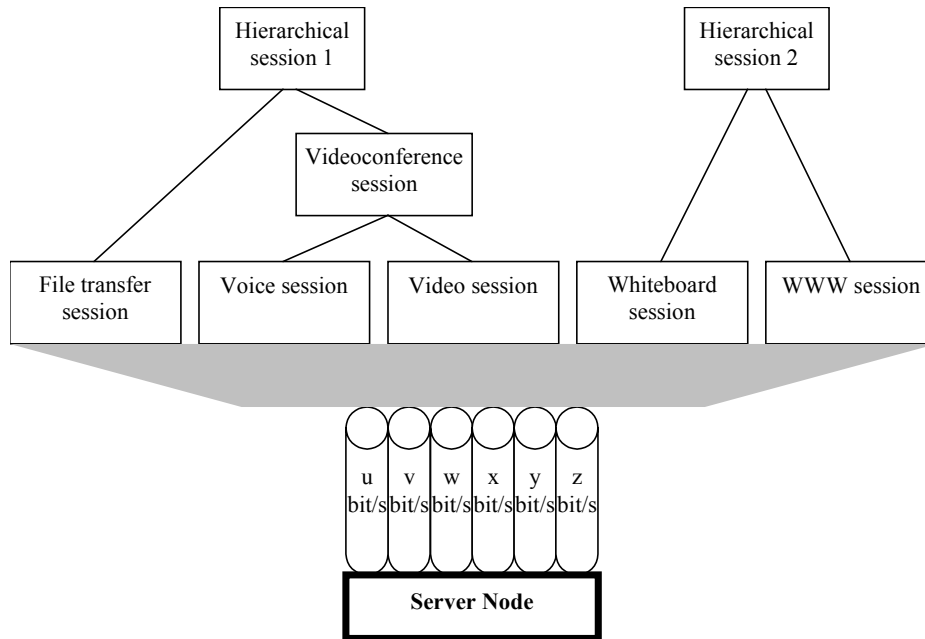 Hierarchical
session 1
Hierarchical
session 2
Videoconference
session
File transfer
session
Voice session
Video session
Whiteboard
session
WWW session
u
bit/s
v
bit/s
w
bit/s
x
bit/s
y
bit/s
z
bit/s
Server Node